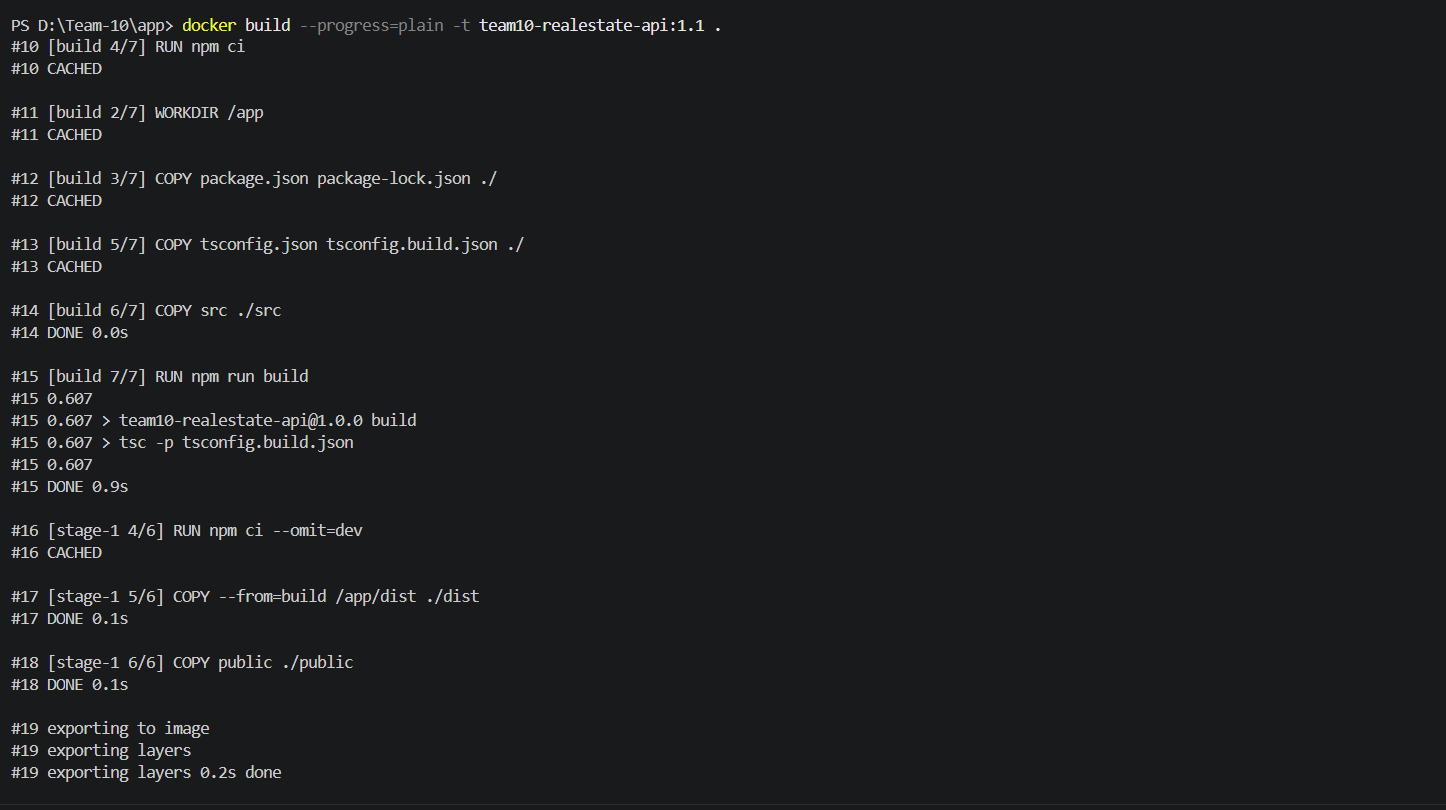 PS D:\Team-10\app> docker build --progress=plain -t team10-realestate-api:1.1 .
#10 [build 4/7] RUN npm ci
#10 CACHED
#11 [build 2/7] WORKDIR /app
#11 CACHED
#12 [build 3/7] COPY package.json package-lock.json ./
#12 CACHED
#13 [build 5/7] COPY tsconfig.json tsconfig.build.json ./
#13 CACHED
#14 [build 6/7] COPY src ./src
#14 DONE 0.0s
#15 [build 7/7] RUN npm run build
#15 0.607
#15 0.607 > team10-realestate-api@1.0.0 build
#15 0.607 > tsc -p tsconfig.build.json
#15 0.607
#15 DONE 0.9s
#16 [stage-1 4/6] RUN npm ci --omit=dev
#16 CACHED
#17 [stage-1 5/6] COPY --from=build /app/dist ./dist
#17 DONE 0.1s
#18 [stage-1 6/6] COPY public ./public
#18 DONE 0.1s
#19 exporting to image
#19 exporting layers
#19 exporting layers 0.2s done